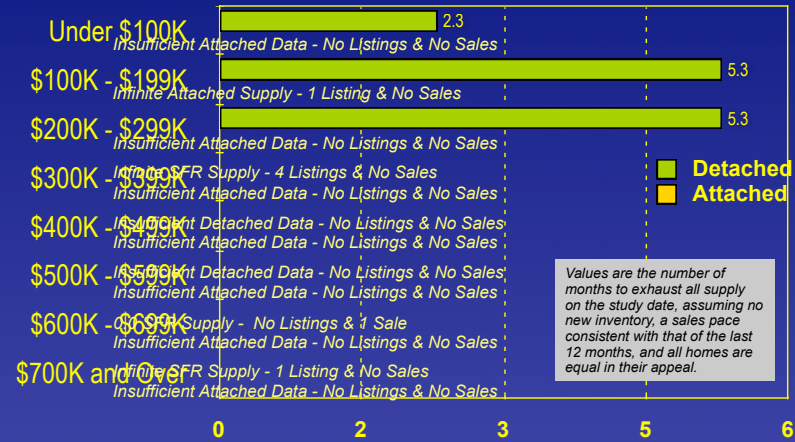 Under $100K
2.3
Insufficient Attached Data - No Listings & No Sales
$100K - $199K
5.3
Infinite Attached Supply - 1 Listing & No Sales
$200K - $299K
5.3
Insufficient Attached Data - No Listings & No Sales
$300K - $399K
Infinite SFR Supply - 4 Listings & No Sales
Insufficient Attached Data - No Listings & No Sales
$400K - $499K
Insufficient Detached Data - No Listings & No Sales
Insufficient Attached Data - No Listings & No Sales
$500K - $599K
Insufficient Detached Data - No Listings & No Sales
Insufficient Attached Data - No Listings & No Sales
$600K - $699K
SFR Supply - No Listings & 1 Sale
Insufficient Attached Data - No Listings & No Sales
$700K and Over
Infinite SFR Supply - 1 Listing & No Sales
Insufficient Attached Data - No Listings & No Sales
Detached
Attached
Values are the number of
months to exhaust all supply
on the study date, assuming no
new inventory, a sales pace
consistent with that of the last
12 months, and all homes are
equal in their appeal.
0 2 3 5 6